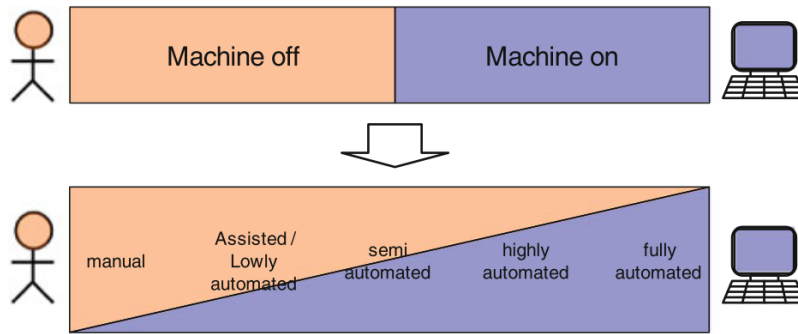 Machine off
Machine on
manual
Assisted /
Lowly
automated
semi
automated
highly
automated
fully
automated